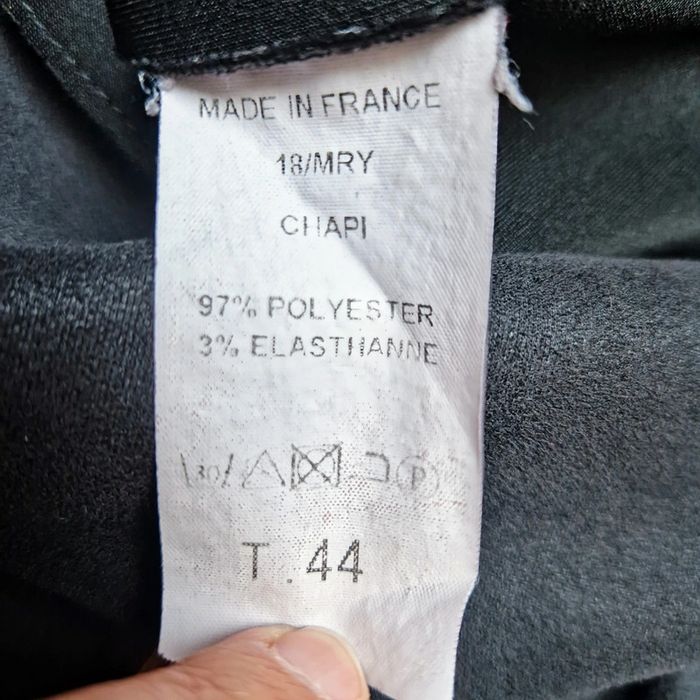 MADE IN FRANCE
18/MRY
CHAPI
97% POLYESTER
3% ELASTHANNE
30 P
T.44